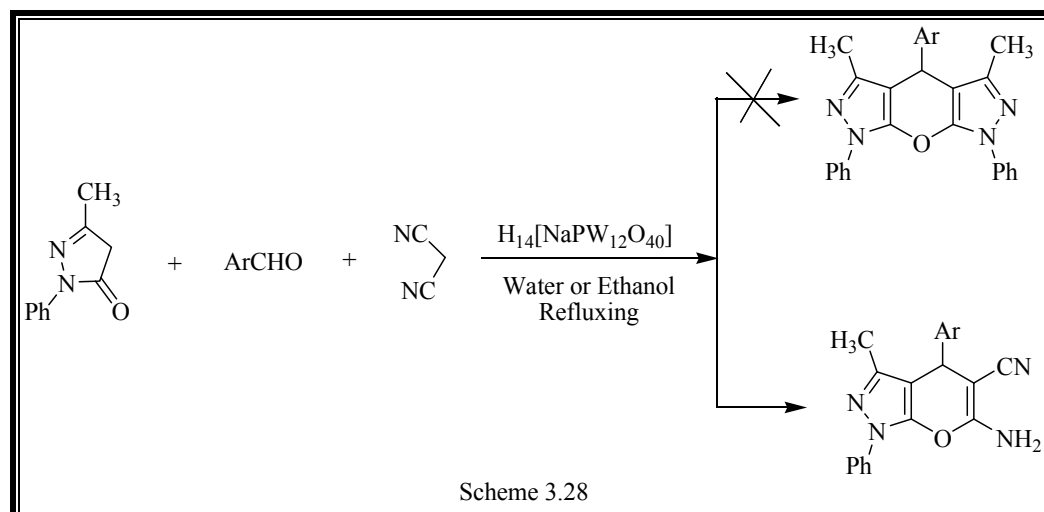 Ar
H₃C
CH₃
N
N
N
O
N
Ph
Ph
CH₃
N
N
Ph
O
+
ArCHO
+
NC
NC
H₁₄[NaPW₁₂O₄₀]
Water or Ethanol
Refluxing
Ar
H₃C
CN
N
N
O
NH₂
Ph
Scheme 3.28